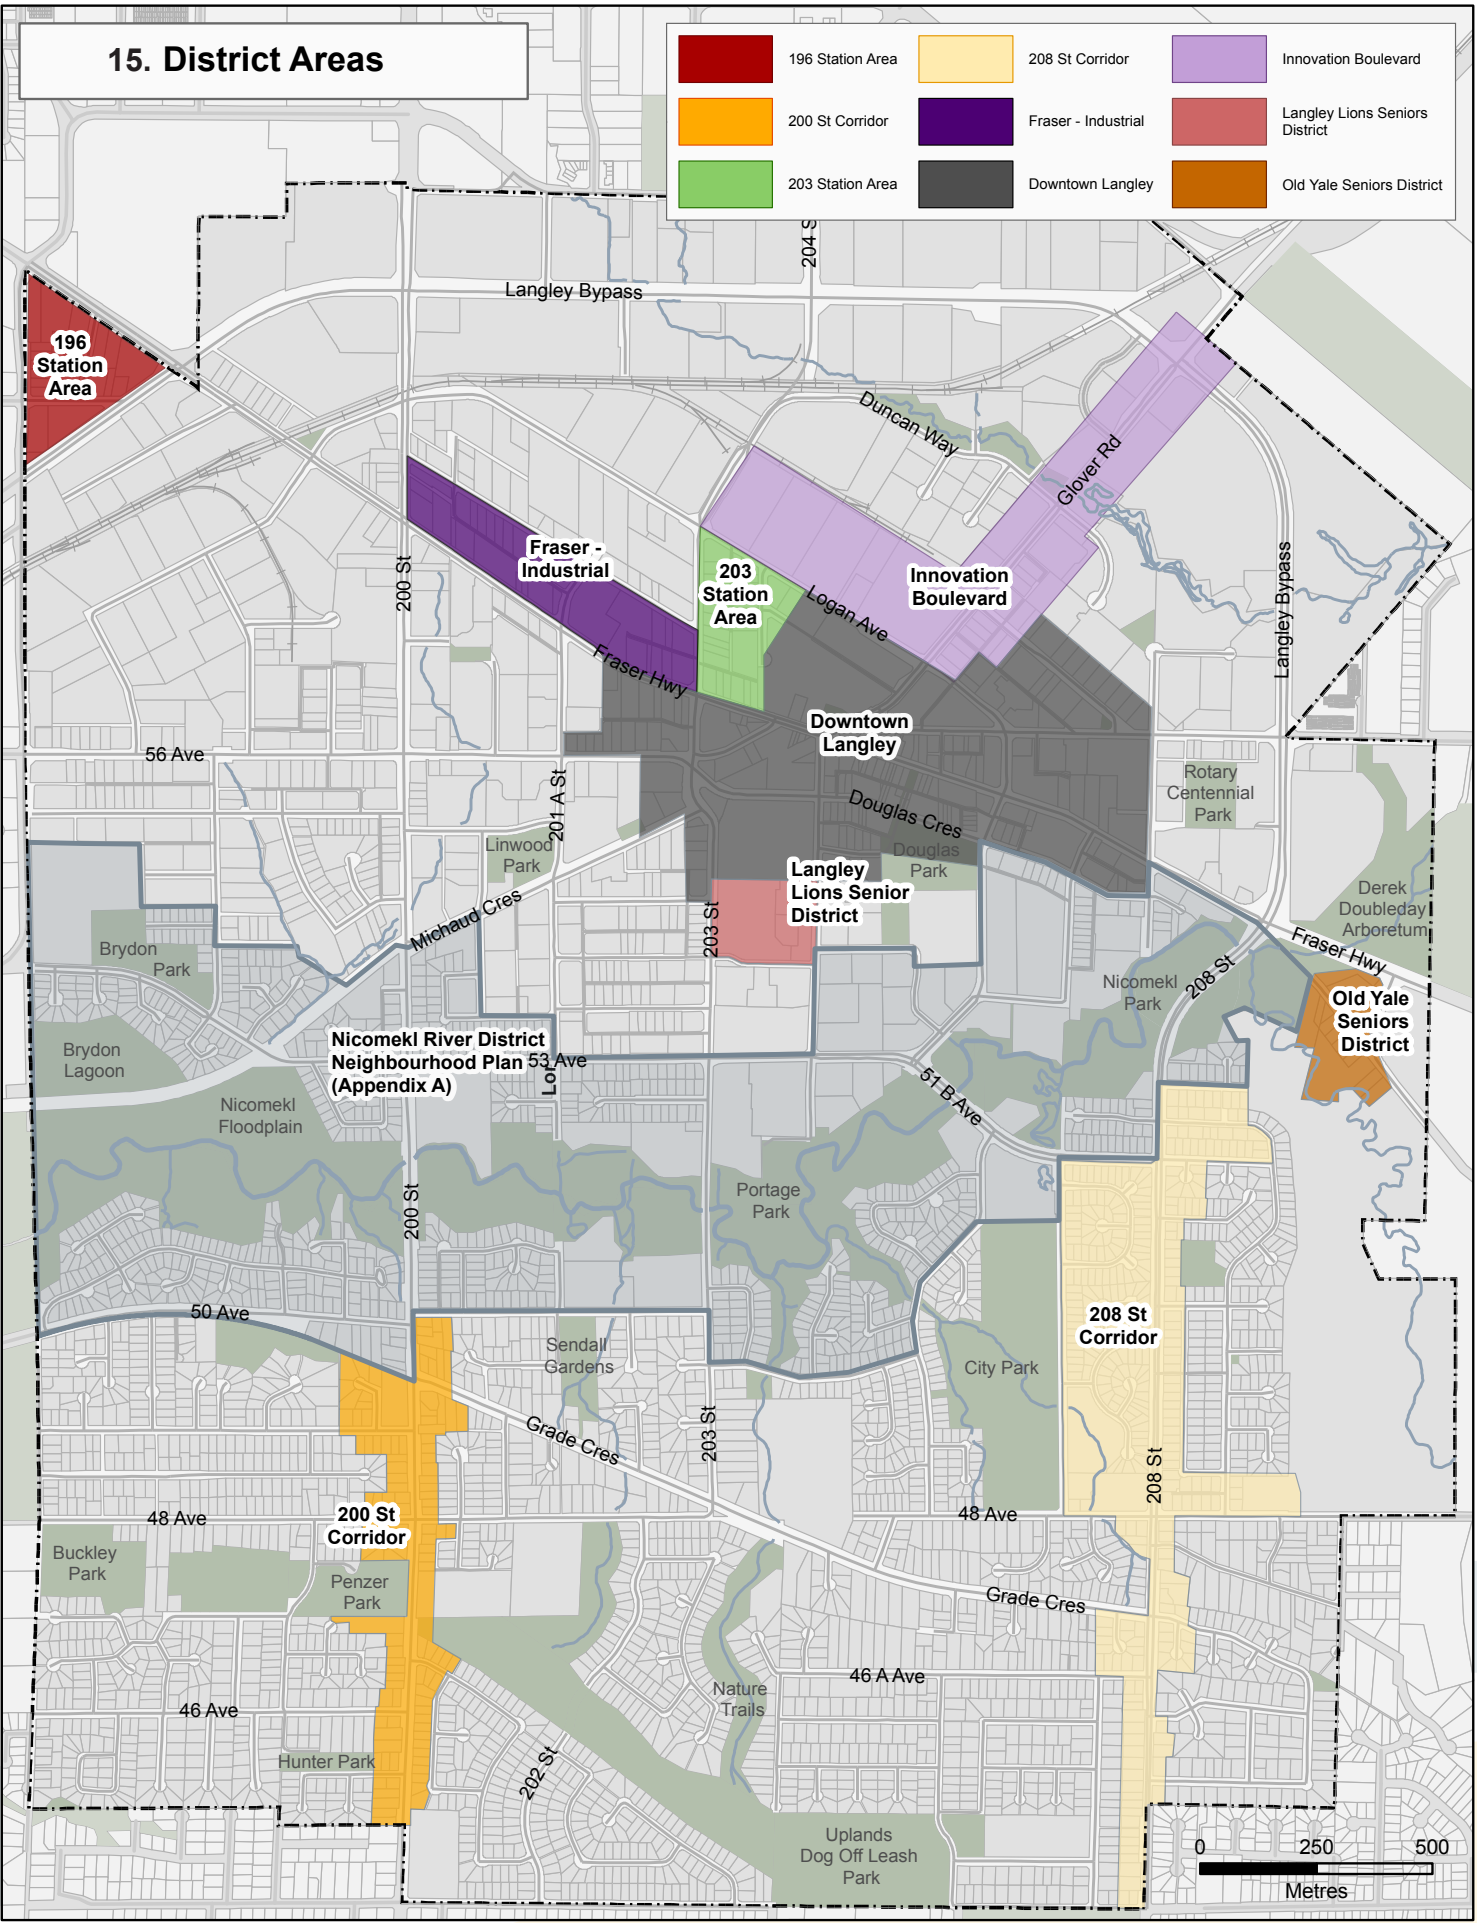 15. District Areas
196 Station Area
208 St Corridor
Innovation Boulevard
200 St Corridor
Fraser - Industrial
Langley Lions Seniors
District
203 Station Area
Downtown Langley
Old Yale Seniors District
204 S
Langley Bypass
196
Station
Area
Duncan Way
Glover Rd
Fraser -
Industrial
200 St
203
Station
Area
Innovation
Boulevard
Logan Ave
Langley Bypass
Fraser Hwy
Downtown
Langley
56 Ave
201 A St
Rotary
Centennial
Park
Douglas Cres
Linwood
Park
Douglas
Park
Langley
Lions Senior
District
Derek
Doubleday
Arboretum
Michaud Cres
203 St
Fraser Hwy
Brydon
Park
208 St
Nicomekl
Park
Old Yale
Seniors
District
Nicomekl River District
Neighbourhood Plan
(Appendix A)
53 Ave
Lor
Brydon
Lagoon
51 B Ave
Nicomekl
Floodplain
200 St
Portage
Park
50 Ave
208 St
Corridor
Sendall
Gardens
City Park
Grade Cres
203 St
208 St
48 Ave
200 St
Corridor
48 Ave
Buckley
Park
Penzer
Park
Grade Cres
46 A Ave
Nature
Trails
46 Ave
Hunter Park
202 St
Uplands
Dog Off Leash
Park
0 250 500
Metres